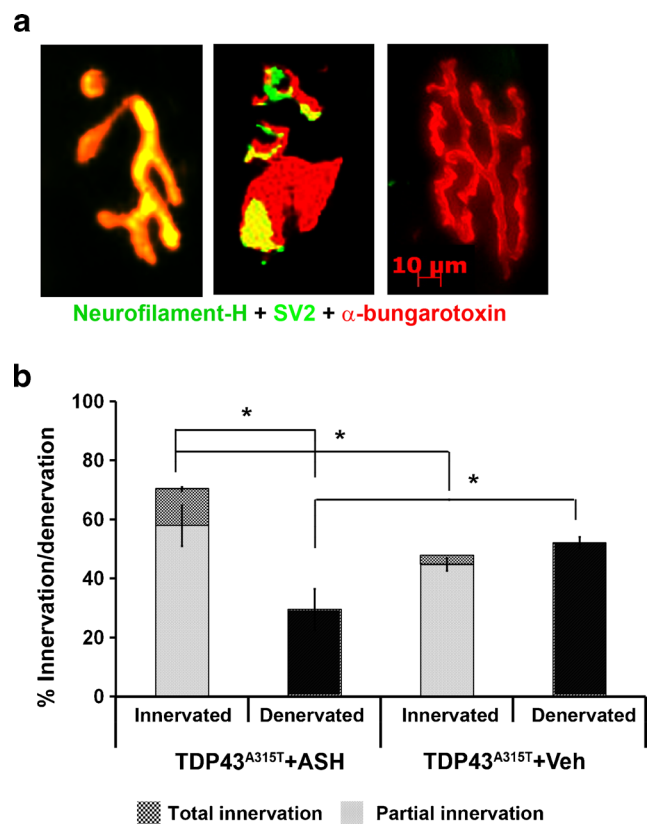 a
10 μm
Neurofilament-H + SV2 + α-bungarotoxin
b
% Innervation/denervation
100
80
60
40
20
0
* * *
Innervated Denervated Innervated Denervated
TDP43A315T+ASH TDP43A315T+Veh
Total innervation Partial innervation